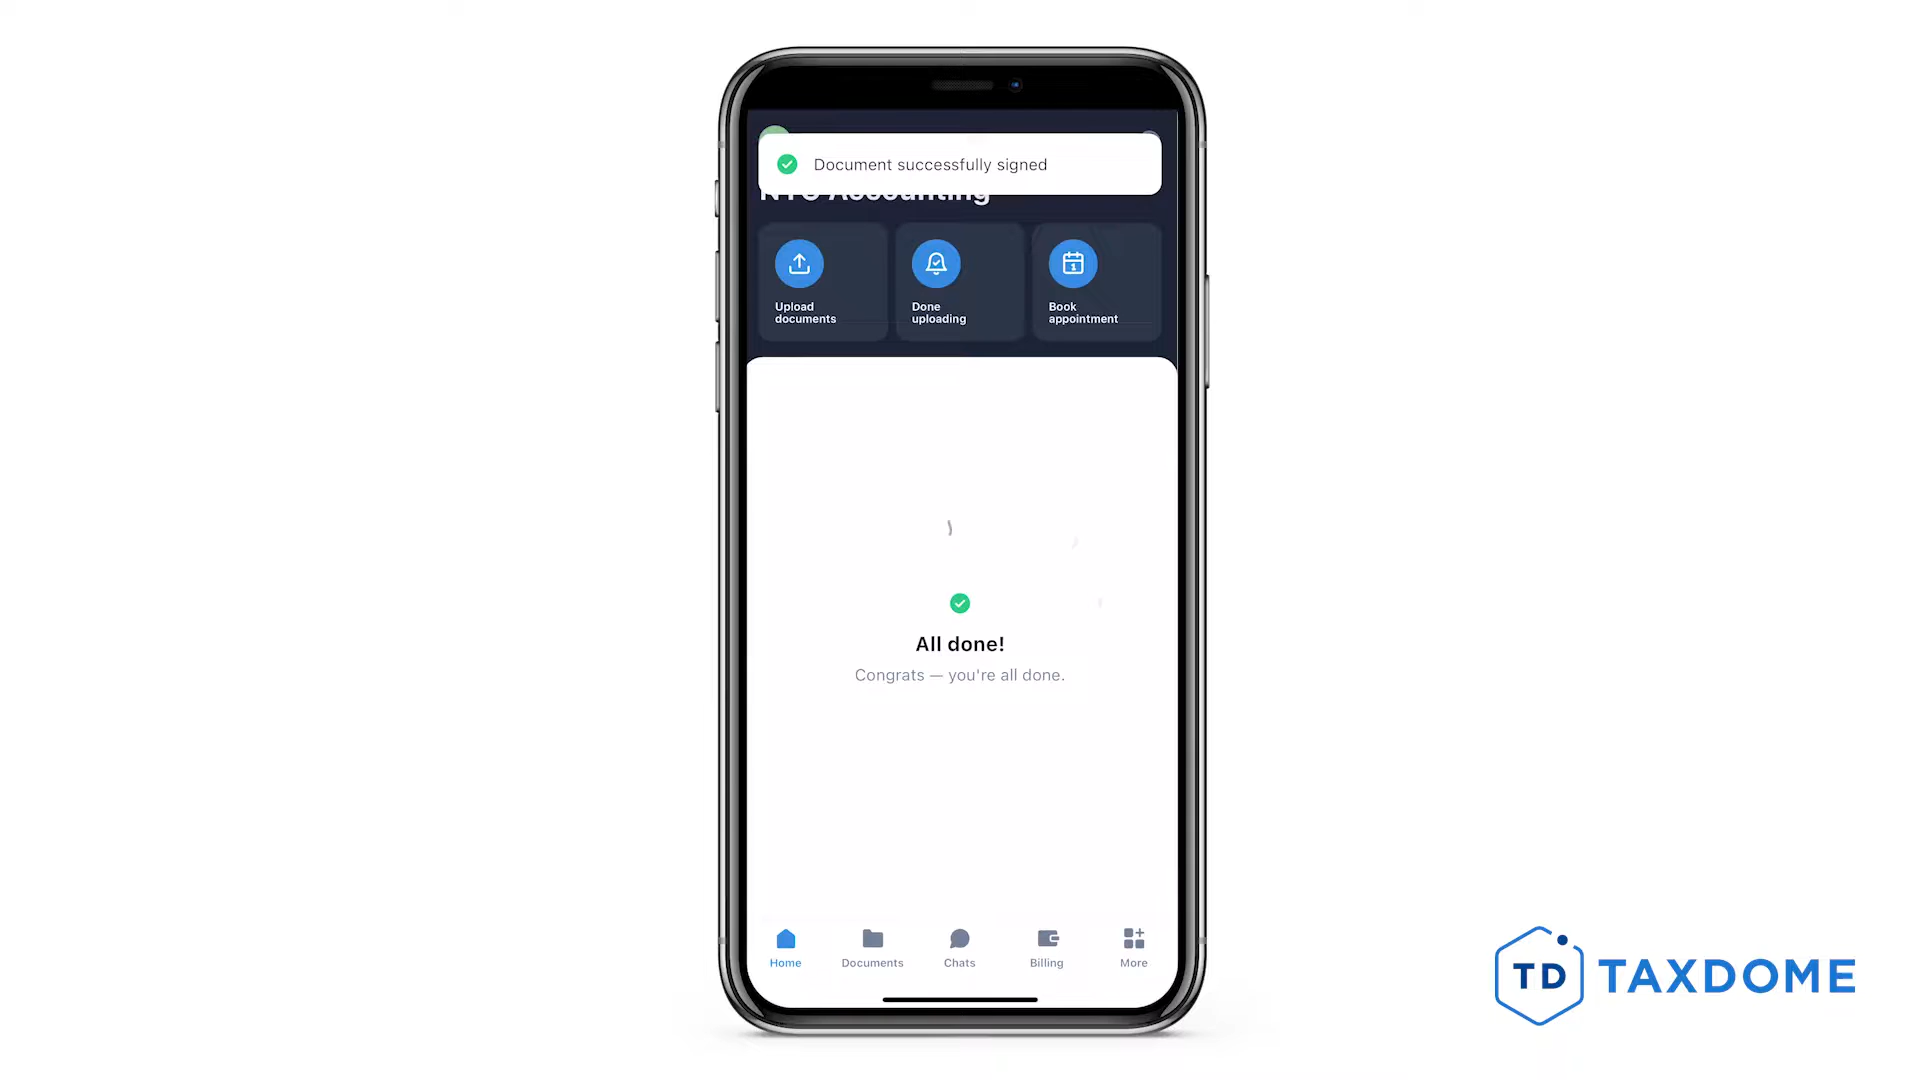 Document successfully signed
NYC Accounting
Upload
documents
Done
uploading
Book
appointment
All done!
Congrats — you're all done.
Home
Documents
Chats
Billing
More
TD TAXDOME